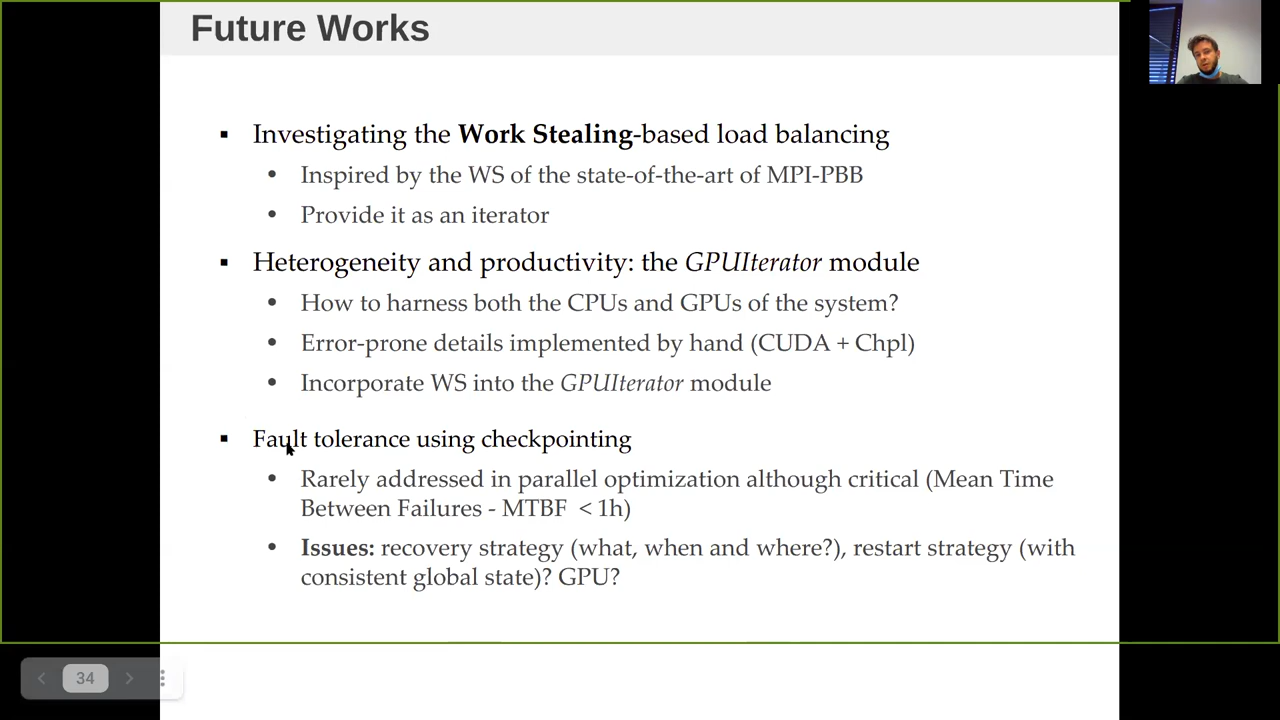 Future Works
▪ Investigating the Work Stealing-based load balancing
• Inspired by the WS of the state-of-the-art of MPI-PBB
• Provide it as an iterator
▪ Heterogeneity and productivity: the GPUIterator module
• How to harness both the CPUs and GPUs of the system?
• Error-prone details implemented by hand (CUDA + Chpl)
• Incorporate WS into the GPUIterator module
▪ Fault tolerance using checkpointing
• Rarely addressed in parallel optimization although critical (Mean Time
Between Failures - MTBF < 1h)
• Issues: recovery strategy (what, when and where?), restart strategy (with
consistent global state)? GPU?
34